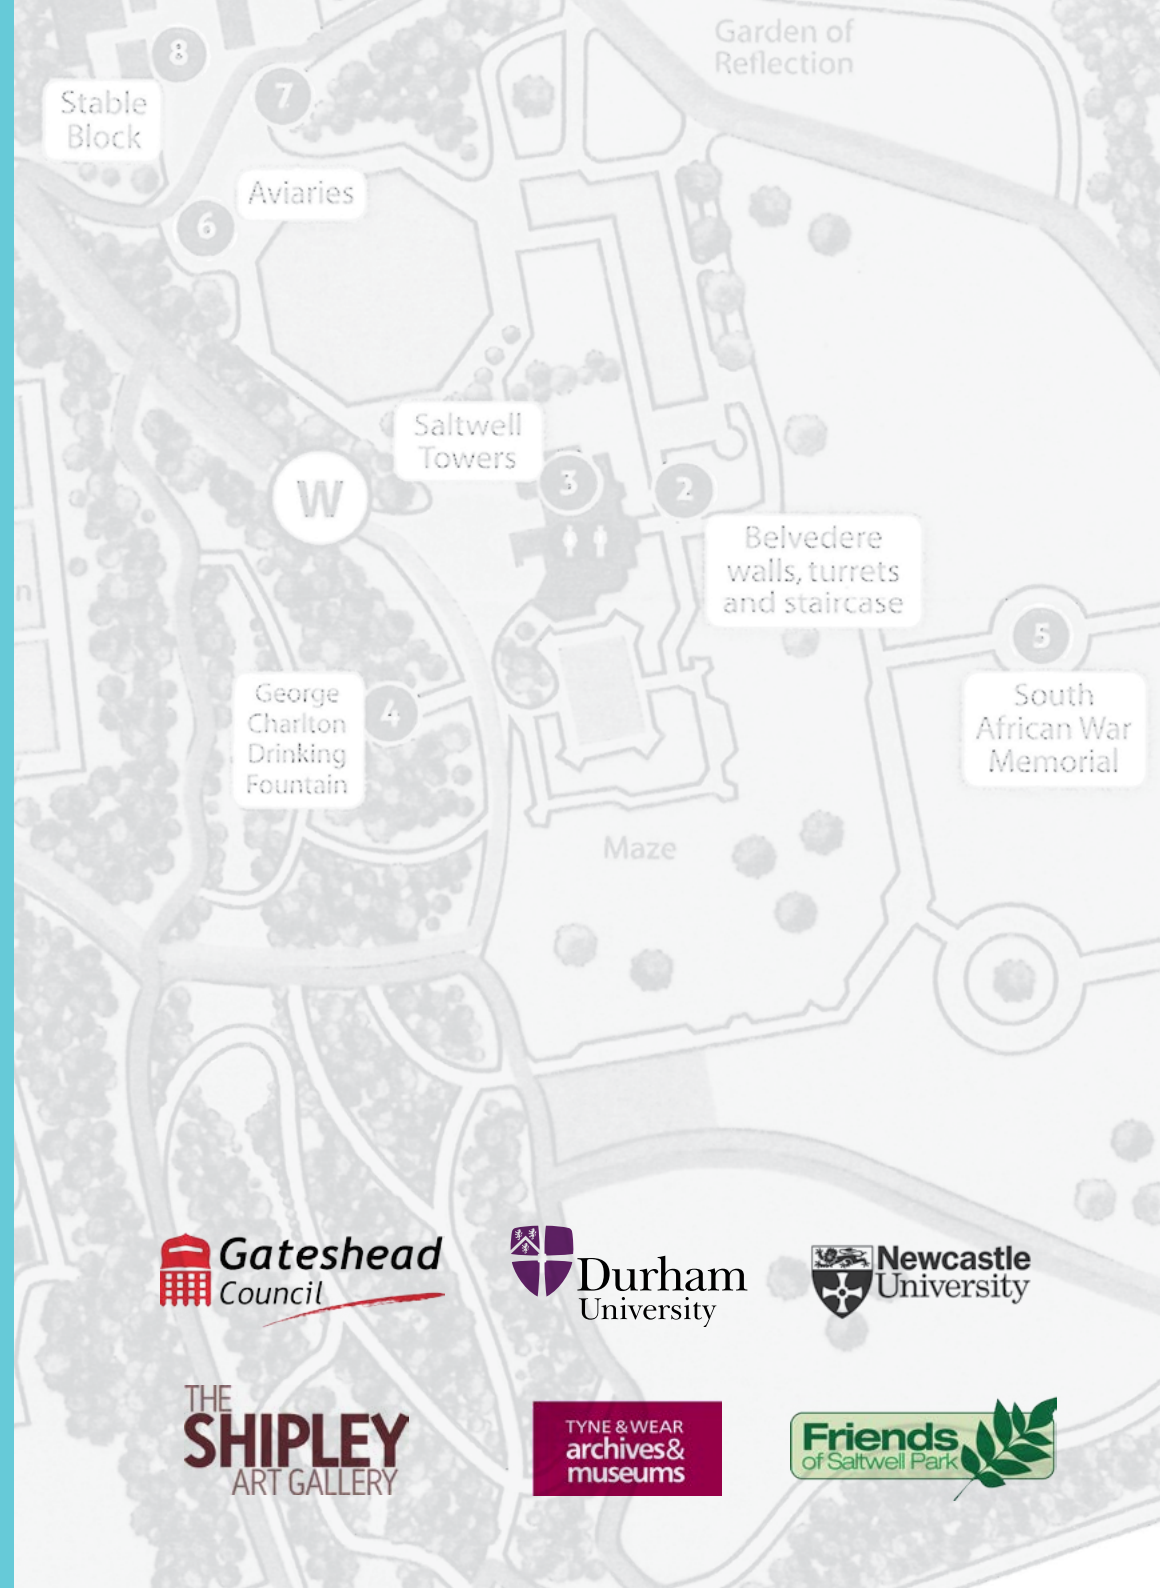 Garden of
Reflection
8
7
Stable
Block
Aviaries
6
Saltwell
Towers
3
2
W
Belvedere
walls, turrets
and staircase
n
5
George
Charlton
Drinking
Fountain
4
South
African War
Memorial
Maze
Gateshead
Council
Durham
University
Newcastle
University
THE
SHIPLEY
ART GALLERY
TYNE & WEAR
archives &
museums
Friends
of Saltwell Park